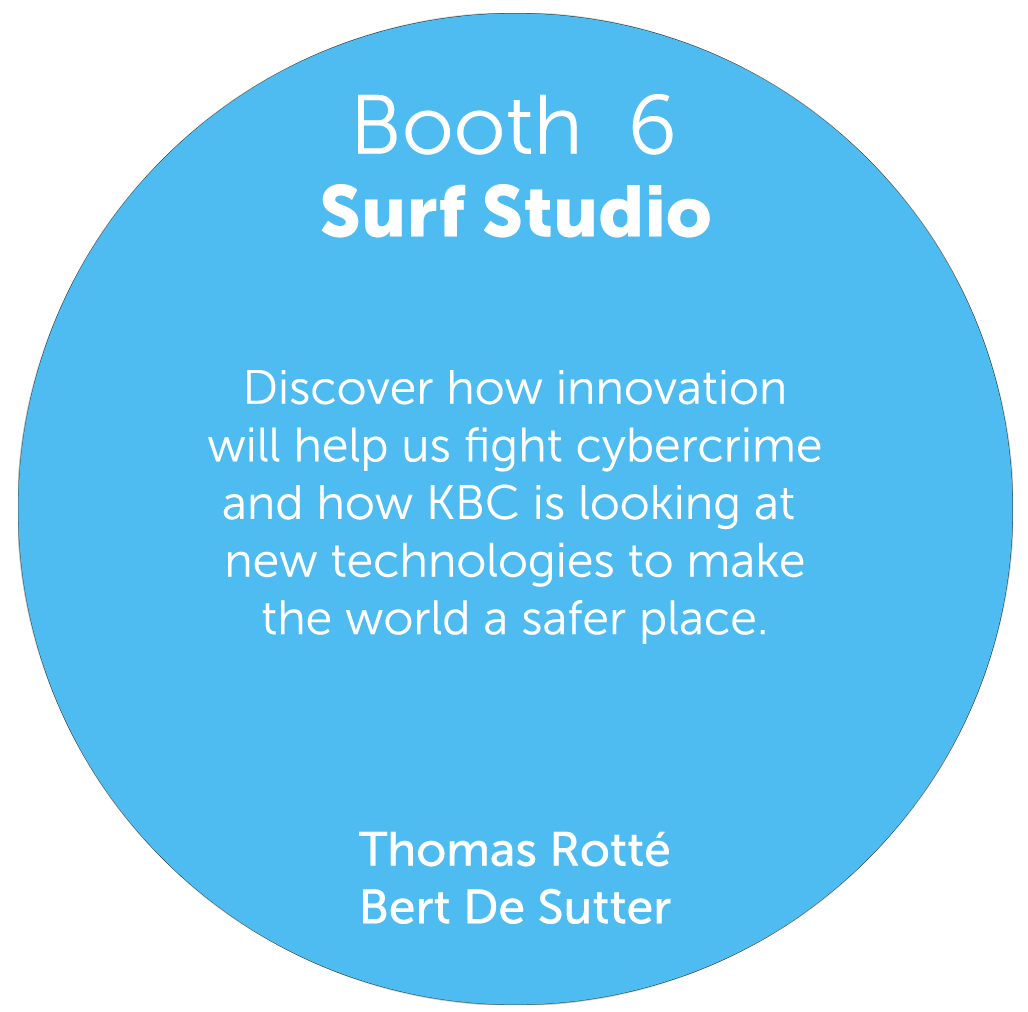 Booth 6
Surf Studio
Discover how innovation
will help us fight cybercrime
and how KBC is looking at
new technologies to make
the world a safer place.
Thomas Rotté
Bert De Sutter